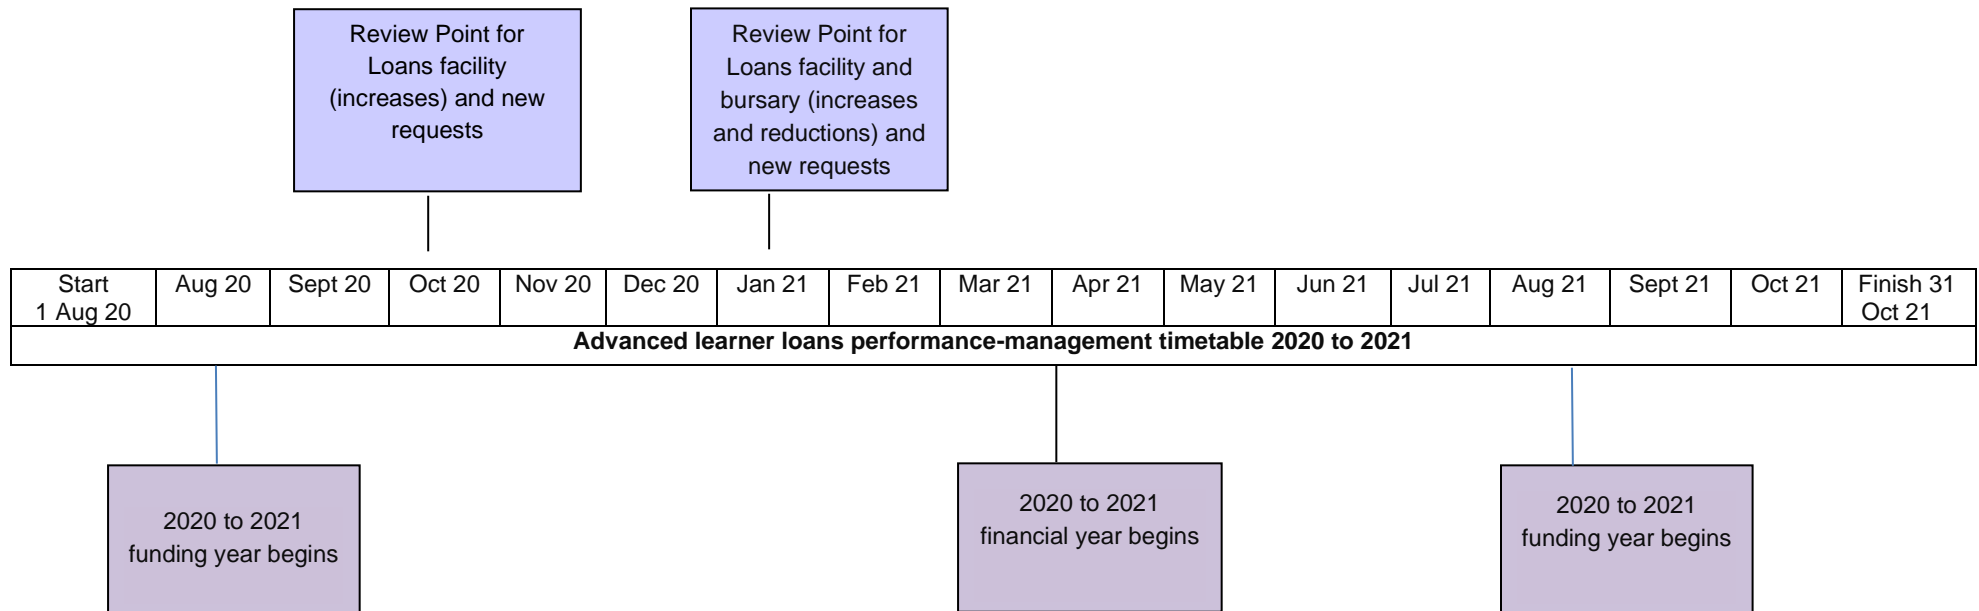 Review Point for
Loans facility
(increases) and new
requests
Review Point for
Loans facility and
bursary (increases
and reductions) and
new requests
Start
1 Aug 20
Aug 20
Sept 20
Oct 20
Nov 20
Dec 20
Jan 21
Feb 21
Mar 21
Apr 21
May 21
Jun 21
Jul 21
Aug 21
Sept 21
Oct 21
Finish 31
Oct 21
Advanced learner loans performance-management timetable 2020 to 2021
2020 to 2021
funding year begins
2020 to 2021
financial year begins
2020 to 2021
funding year begins